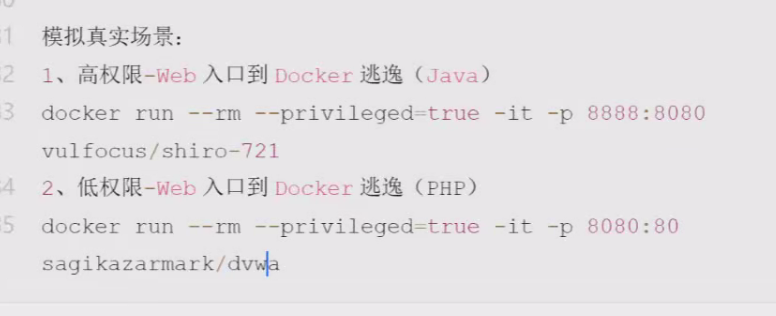 模拟真实场景：
1、高权限-Web入口到Docker逃逸（Java）
docker run --rm --privileged=true -it -p 8888:8080
vulfocus/shiro-721
2、低权限-Web入口到Docker逃逸（PHP）
docker run --rm --privileged=true -it -p 8080:80
sagikazarmark/dvwa